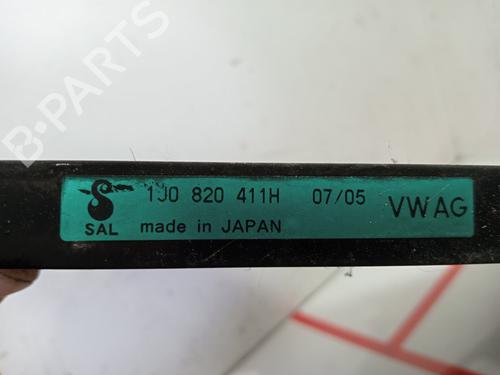 B-PARTS
1J0 820 411H 07/05 VWAG
SAL made in JAPAN